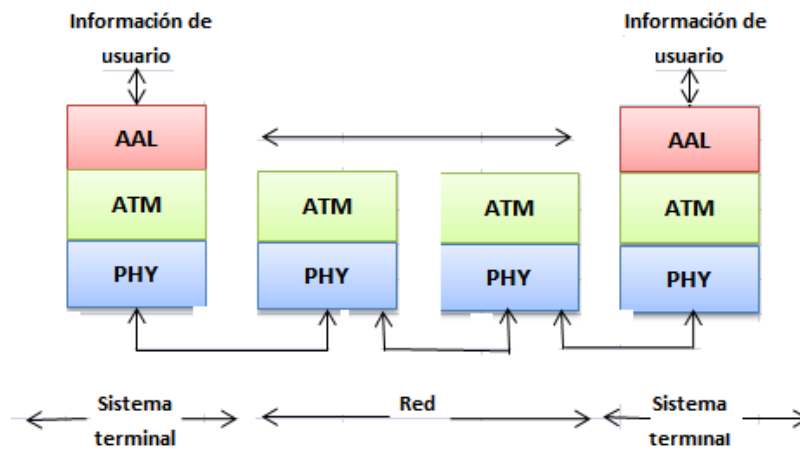 Información de
usuario
Información de
usuario
AAL
AAL
ATM
ATM
ATM
ATM
PHY
PHY
PHY
PHY
Sistema
terminal
Red
Sistema
terminal